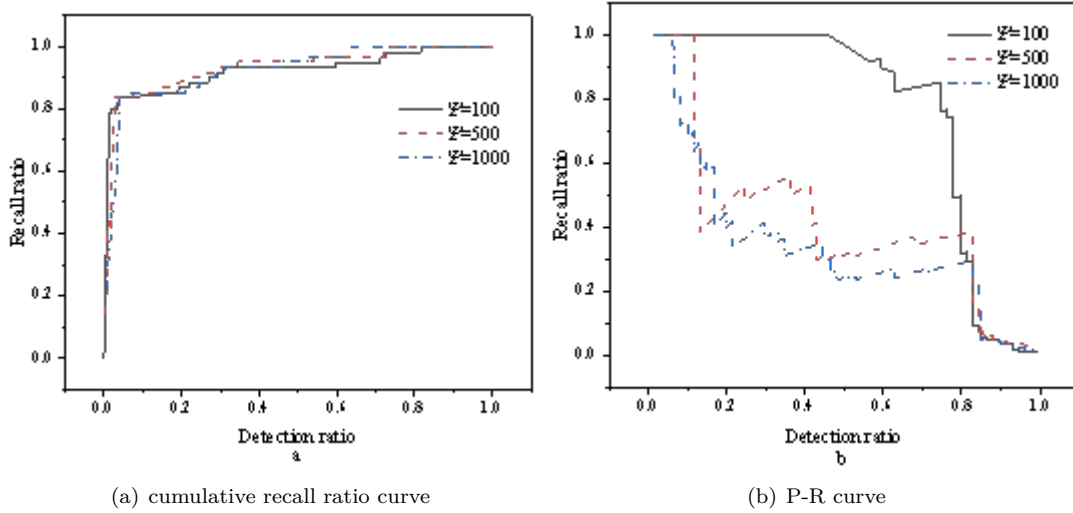 1.0
0.8
0.6
0.4
0.2
0.0
Recall ratio
Ψ=100
Ψ=500
Ψ=1000
0.0 0.2 0.4 0.6 0.8 1.0
Detection ratio
a
(a) cumulative recall ratio curve
1.0
0.8
0.6
0.4
0.2
0.0
Recall ratio
Ψ=100
Ψ=500
Ψ=1000
0.0 0.2 0.4 0.6 0.8 1.0
Detection ratio
b
(b) P-R curve